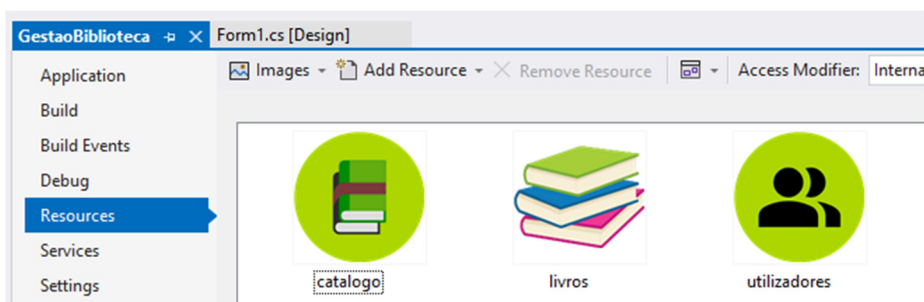 GestaoBiblioteca Form1.cs [Design]
Images Add Resource Remove Resource Access Modifier: Interna
Application
Build
Build Events
Debug
Resources
Services
Settings
catalogo livros utilizadores